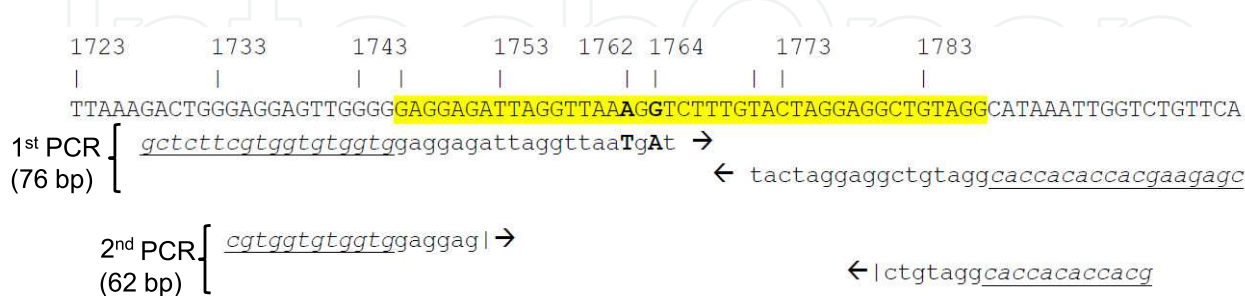 1723 1733 1743 1753 1762 1764 1773 1783
| | | | | | | | | |
TTAAAGACTGGGAGGAGTTGGGGGAGGAGATTAGGTTAAAGGTCTTTGTACTAGGAGGCTGTAGGCATAAATTGGTCTGTTCA
1st PCR (76 bp) gctcttcgtggtgtggtggaggagattaggttaaTgAt →
← tactaggaggctgtaggcaccacaccacgaagagc
2nd PCR (62 bp) cgtggtgtggtggaggag|→
←|ctgtaggcaccacaccacg